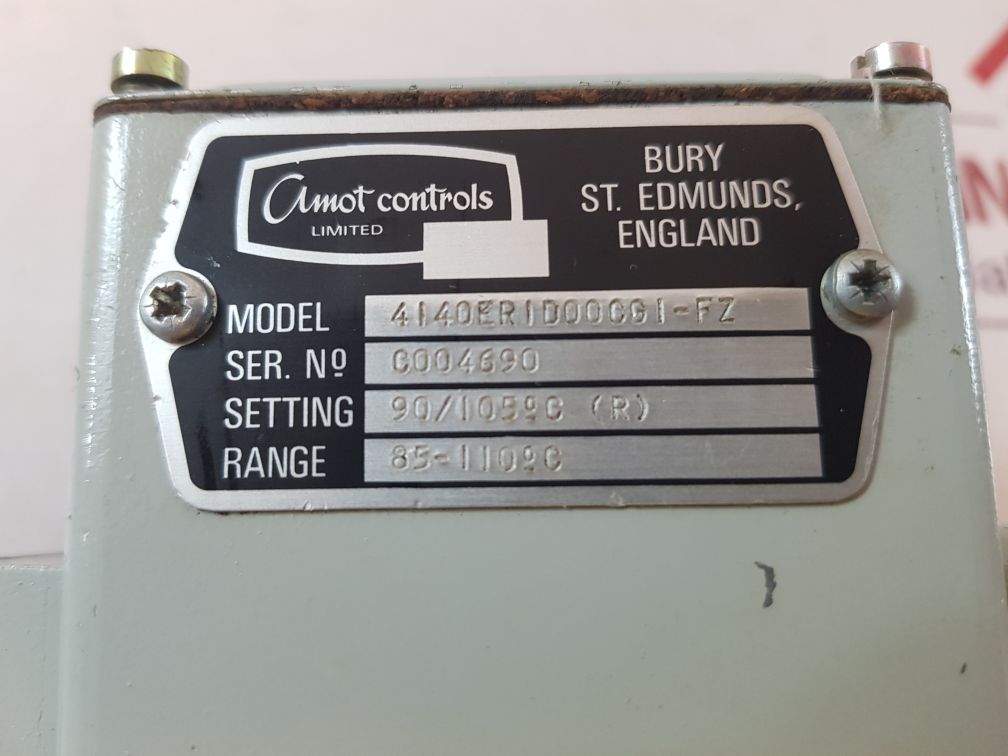 Amot controls
LIMITED
BURY
ST. EDMUNDS,
ENGLAND
MODEL 4140ER1D00CG1-FZ
SER. Nº C004690
SETTING 90/105ºC (R)
RANGE 85-110ºC